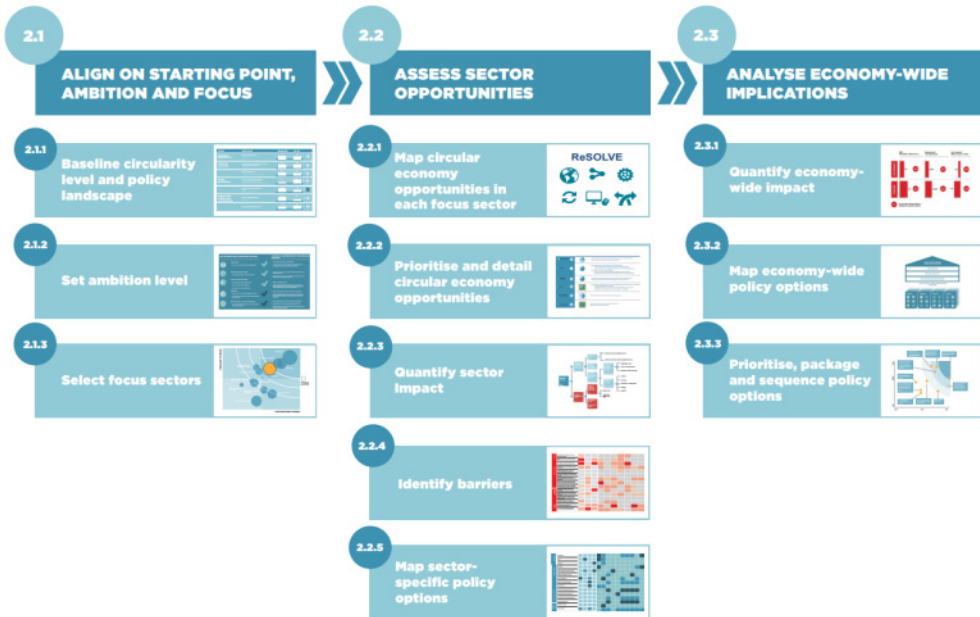 2.1
ALIGN ON STARTING POINT,
AMBITION AND FOCUS
2.1.1
Baseline circularity
level and policy
landscape
2.1.2
Set ambition level
2.1.3
Select focus sectors
2.2
ASSESS SECTOR
OPPORTUNITIES
2.2.1
Map circular
economy
opportunities in
each focus sector
ReSOLVE
2.2.2
Prioritise and detail
circular economy
opportunities
2.2.3
Quantify sector
Impact
2.2.4
Identify barriers
2.2.5
Map sector-
specific policy
options
2.3
ANALYSE ECONOMY-WIDE
IMPLICATIONS
2.3.1
Quantify economy-
wide impact
2.3.2
Map economy-wide
policy options
2.3.3
Prioritise, package
and sequence policy
options